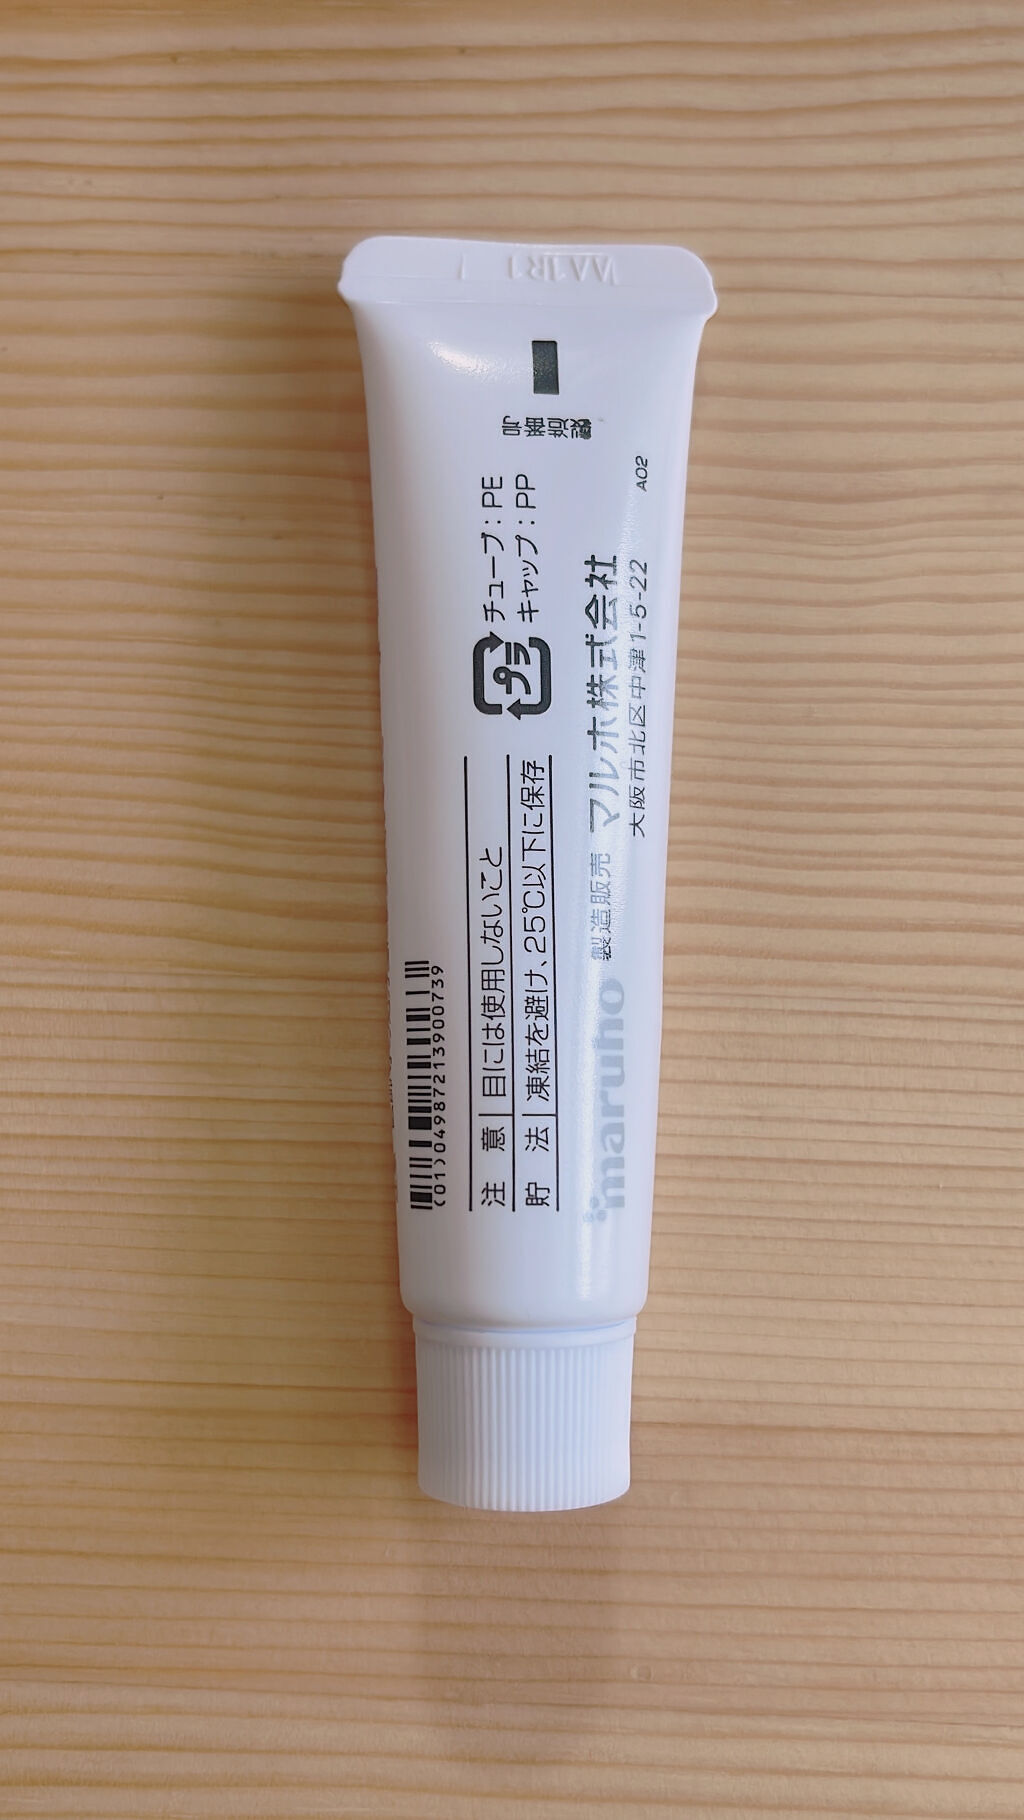 (01)04987213900739
注 意 目には使用しないこと
貯 法 凍結を避け、25℃以下に保存
プラ
チューブ：PE
キャップ：PP
maruho 製造販売 マルホ株式会社
大阪市北区中津1-5-22
A02
製造番号